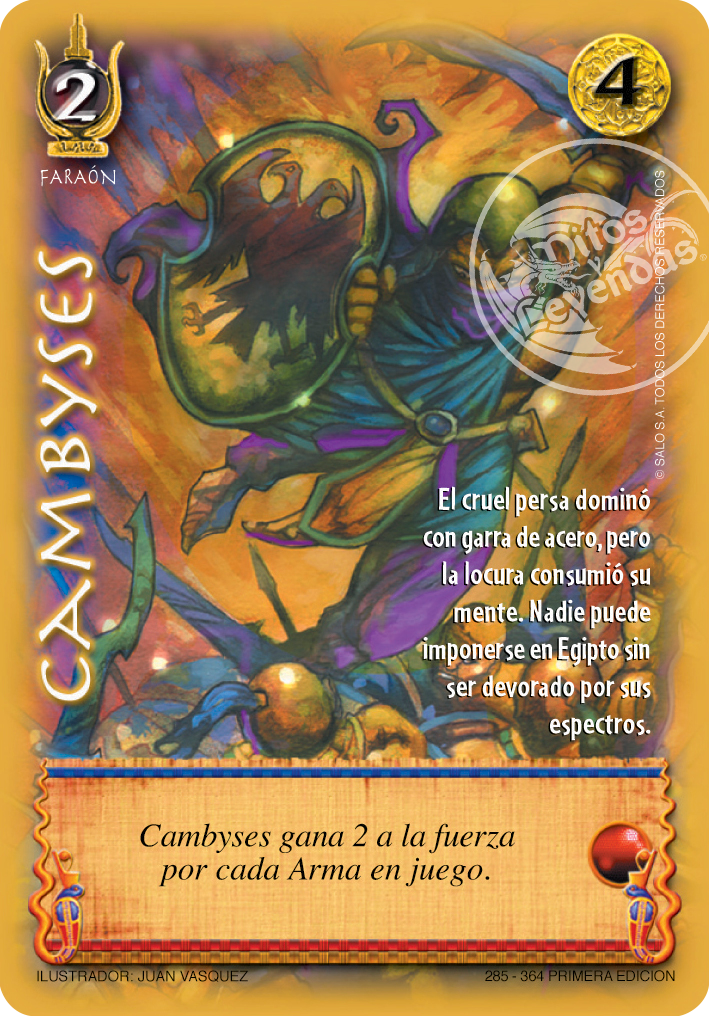 2
4
FARAÓN
CAMBYSES
Mitos
y
Leyendas
®
© SALO S.A. TODOS LOS DERECHOS RESERVADOS
El cruel persa dominó
con garra de acero, pero
la locura consumió su
mente. Nadie puede
imponerse en Egipto sin
ser devorado por sus
espectros.
Cambyses gana 2 a la fuerza
por cada Arma en juego.
ILUSTRADOR: JUAN VASQUEZ
285 - 364 PRIMERA EDICION